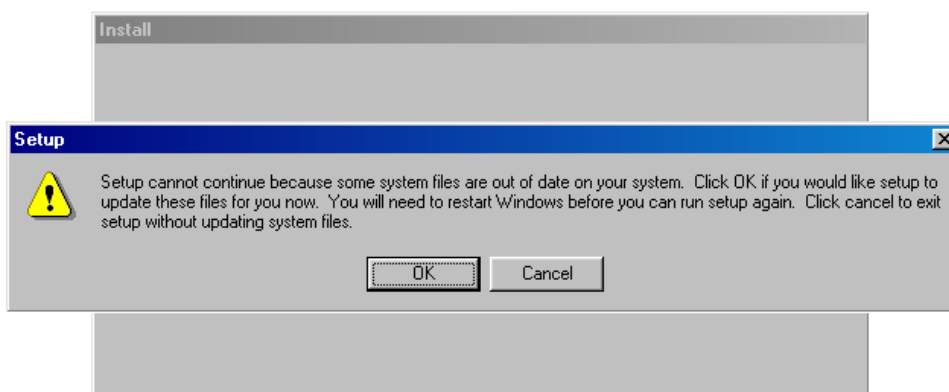 Install
Setup
Setup cannot continue because some system files are out of date on your system.  Click OK if you would like setup to
update these files for you now.  You will need to restart Windows before you can run setup again.  Click cancel to exit
setup without updating system files.
OK
Cancel